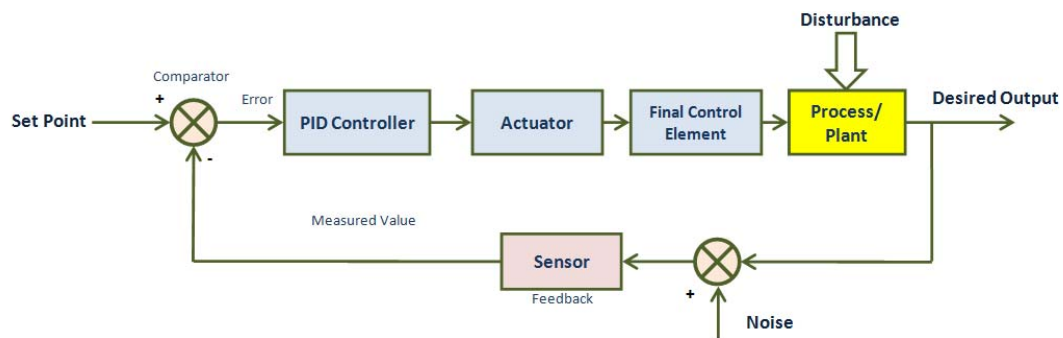 Disturbance
Comparator
+
Error
Set Point
PID Controller
Actuator
Final Control
Element
Process/
Plant
Desired Output
-
Measured Value
Sensor
Feedback
+
Noise